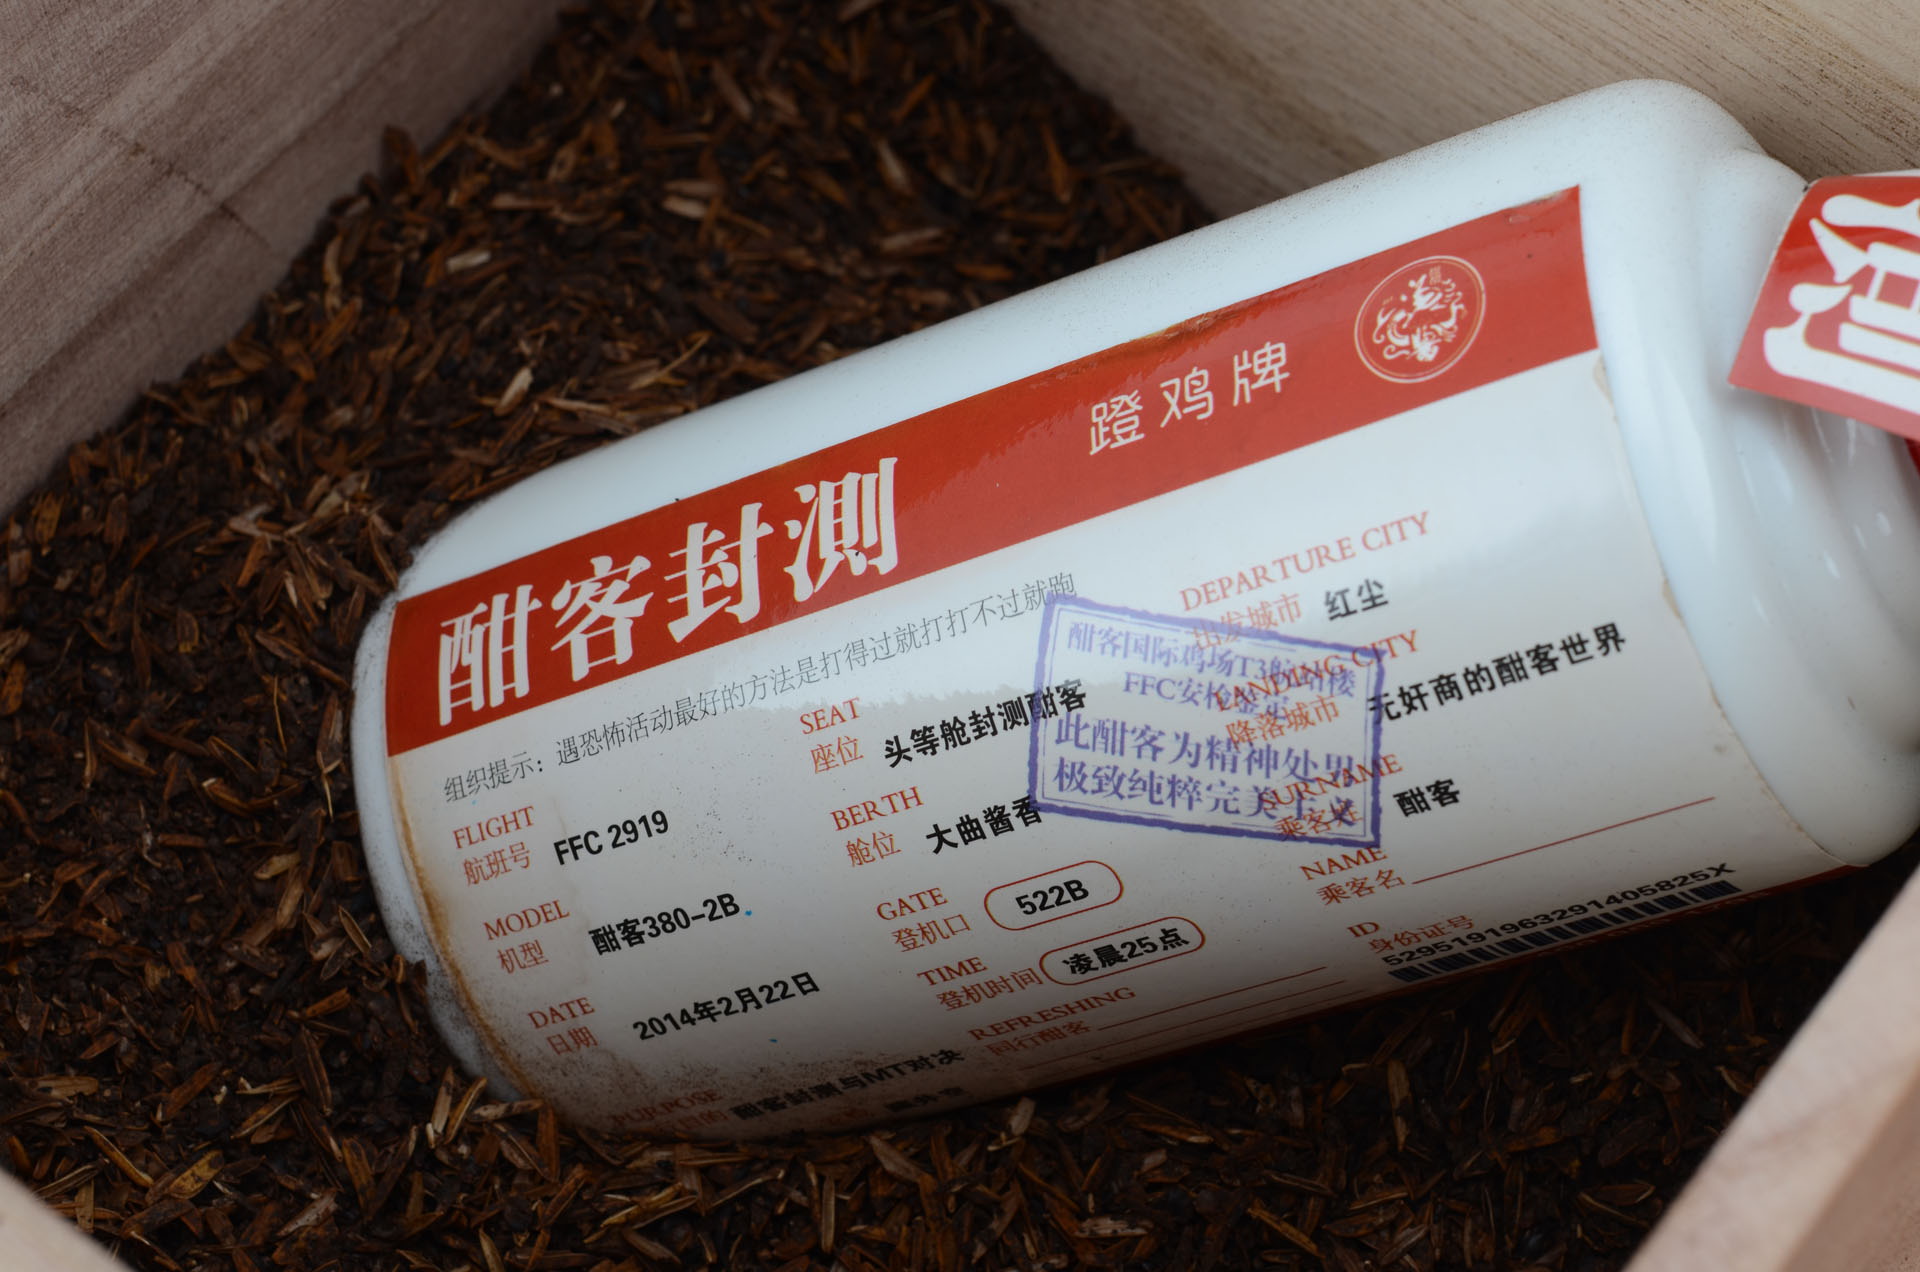 酣客封测
蹬鸡牌
组织提示：遇恐怖活动最好的方法是打得过就打打不过就跑
FLIGHT
航班号 FFC 2919
MODEL
机型 酣客380-2B
DATE
日期 2014年2月22日
PURPOSE
目的 酣客封测与MT对决
SEAT
座位 头等舱封测酣客
BERTH
舱位 大曲酱香
GATE
登机口 522B
TIME
登机时间 凌晨25点
REFRESHING
同行酣客
DEPARTURE CITY
出发城市 红尘
LANDING CITY
降落城市 无奸商的酣客世界
SURNAME
乘客姓 酣客
NAME
乘客名
ID
身份证号
5295191963291405825X
酣客国际鸡场T3航站楼
FFC安检签
此酣客为精神处男
极致纯粹完美主义